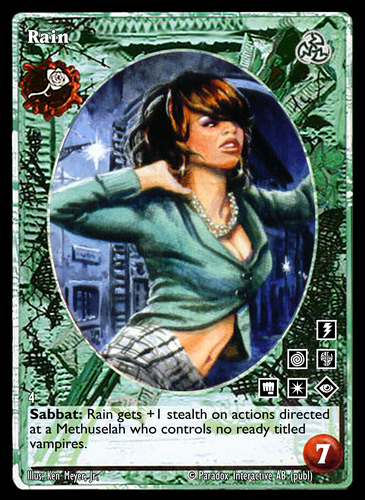 Rain
4
Sabbat: Rain gets +1 stealth on actions directed
at a Methuselah who controls no ready titled
vampires.
7
Illus: Ken Meyer, Jr.
© Paradox Interactive AB (publ)